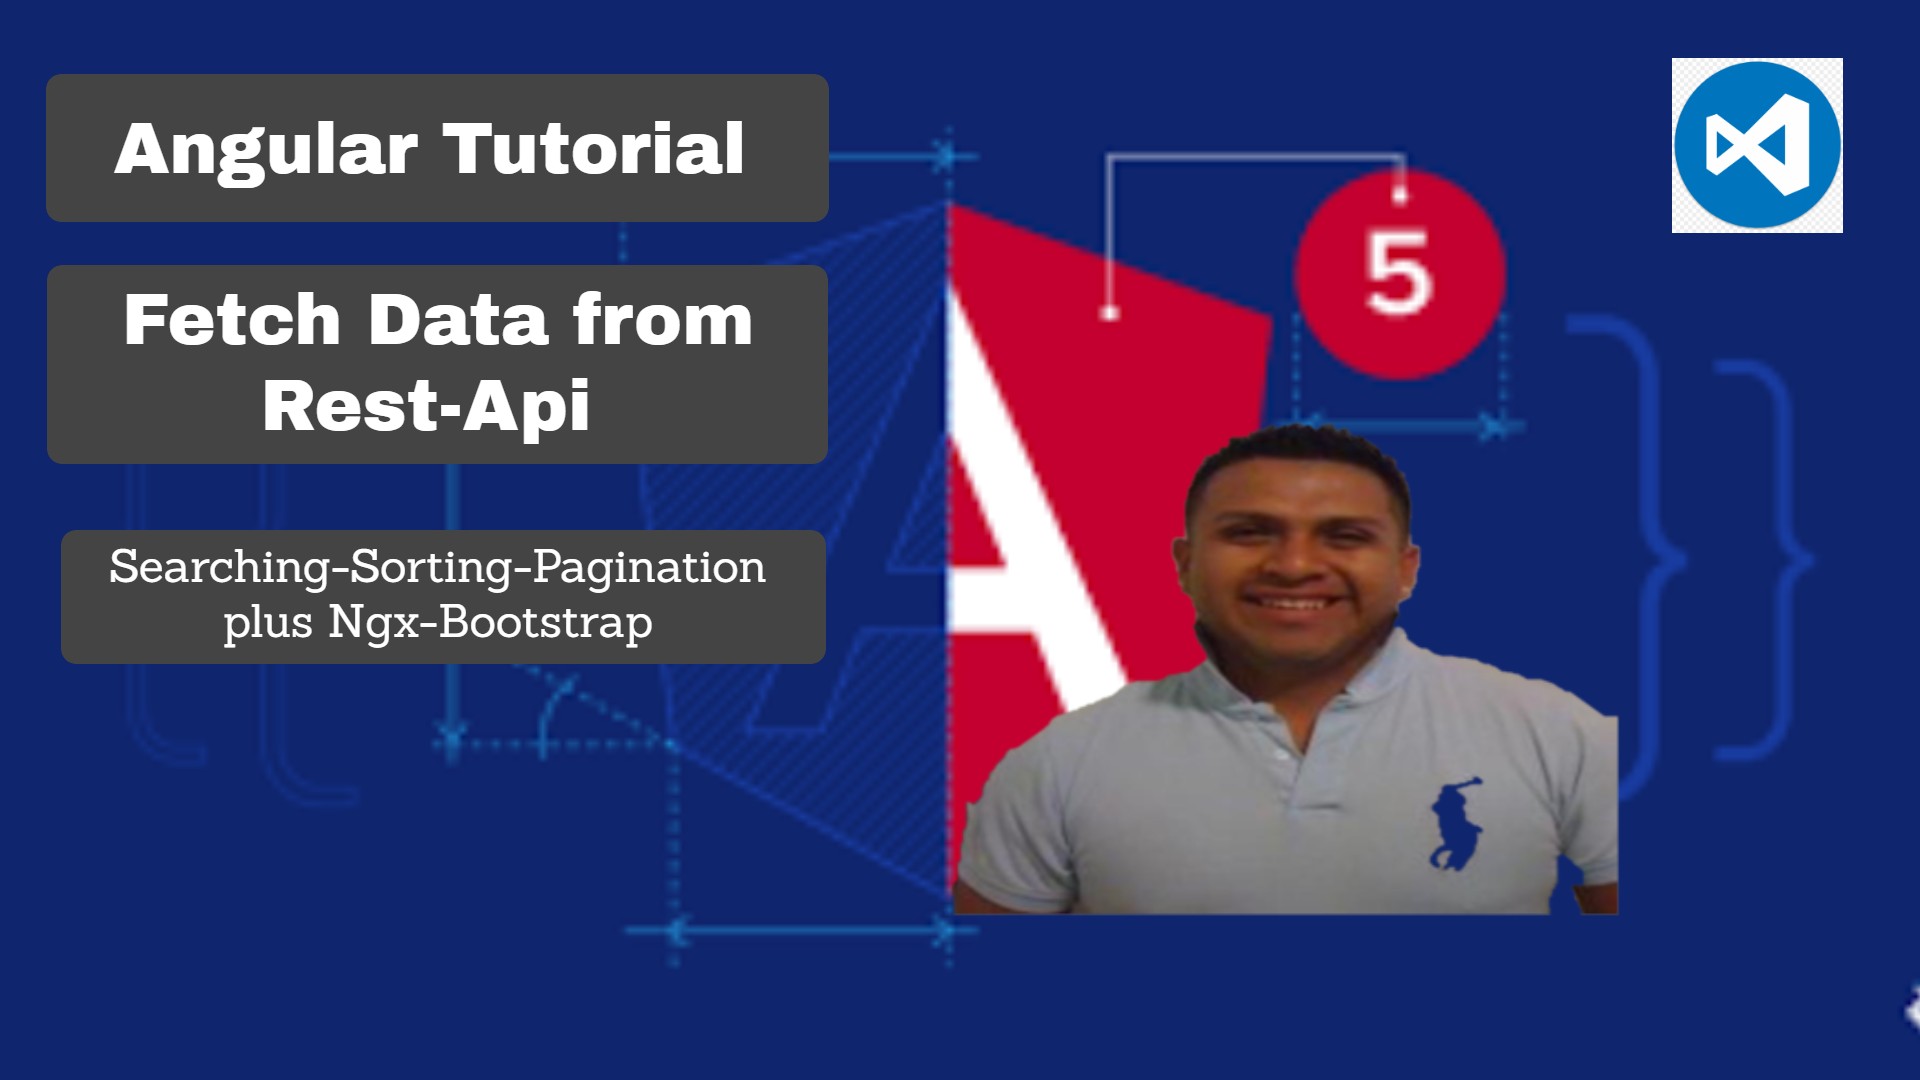 Angular Tutorial
Fetch Data from
Rest-Api
Searching-Sorting-Pagination
plus Ngx-Bootstrap
5
A